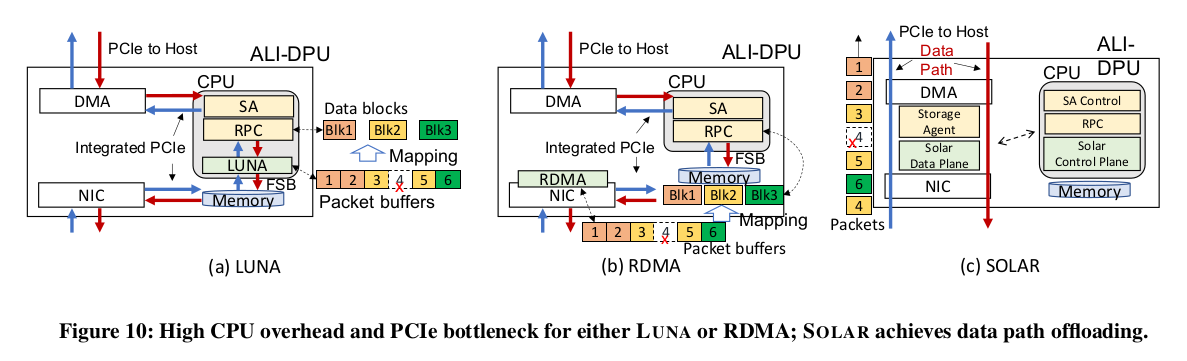 PCIe to Host
ALI-DPU
CPU
DMA
SA
RPC
Data blocks
Blk1 Blk2 Blk3
Integrated PCIe
Mapping
LUNA
FSB
NIC
Memory
1 2 3 4 5 6
Packet buffers
(a) LUNA
PCIe to Host
ALI-DPU
CPU
DMA
SA
RPC
Integrated PCIe
FSB
RDMA
NIC
Memory
Blk1 Blk2 Blk3
Mapping
1 2 3 4 5 6
Packet buffers
(b) RDMA
PCIe to Host
Data
Path
ALI-
DPU
CPU
1
2
3
4
5
6
4
Packets
DMA
Storage
Agent
Solar
Data Plane
NIC
SA Control
RPC
Solar
Control Plane
Memory
(c) SOLAR
Figure 10: High CPU overhead and PCIe bottleneck for either LUNA or RDMA; SOLAR achieves data path offloading.